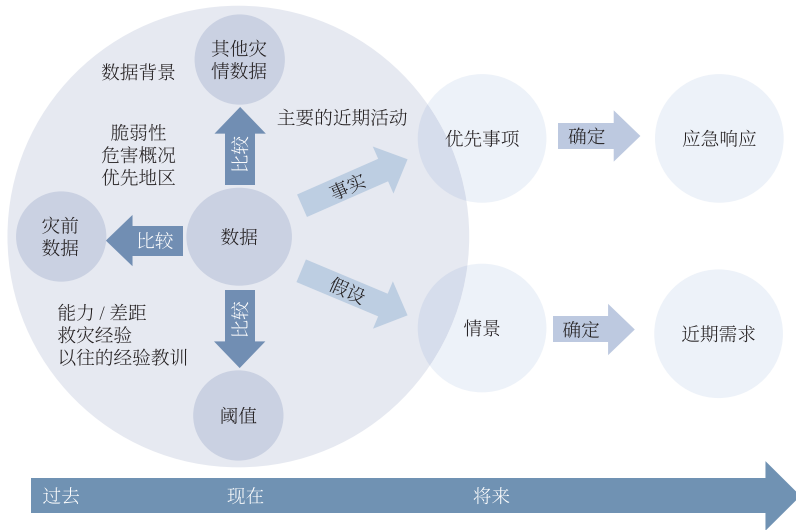 其他灾
情数据
数据背景
主要的近期活动
脆弱性
危害概况
优先地区
比较
事实
优先事项
确定
应急响应
灾前
数据
比较
数据
假设
能力 / 差距
救灾经验
以往的经验教训
比较
情景
确定
近期需求
阈值
过去
现在
将来